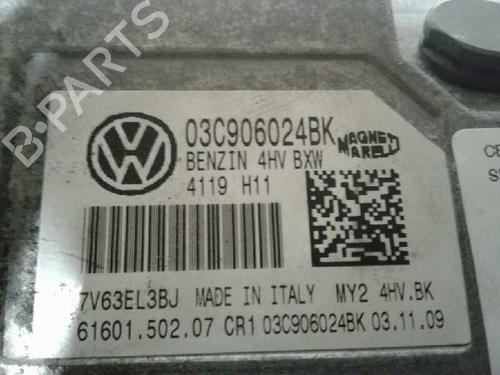 03C906024BK
BENZIN 4HV BXW
MAGNETI MARELLI
4119 H11
7V63EL3BJ MADE IN ITALY MY2 4HV.BK
61601.502.07 CR1 03C906024BK 03.11.09
B-PARTS